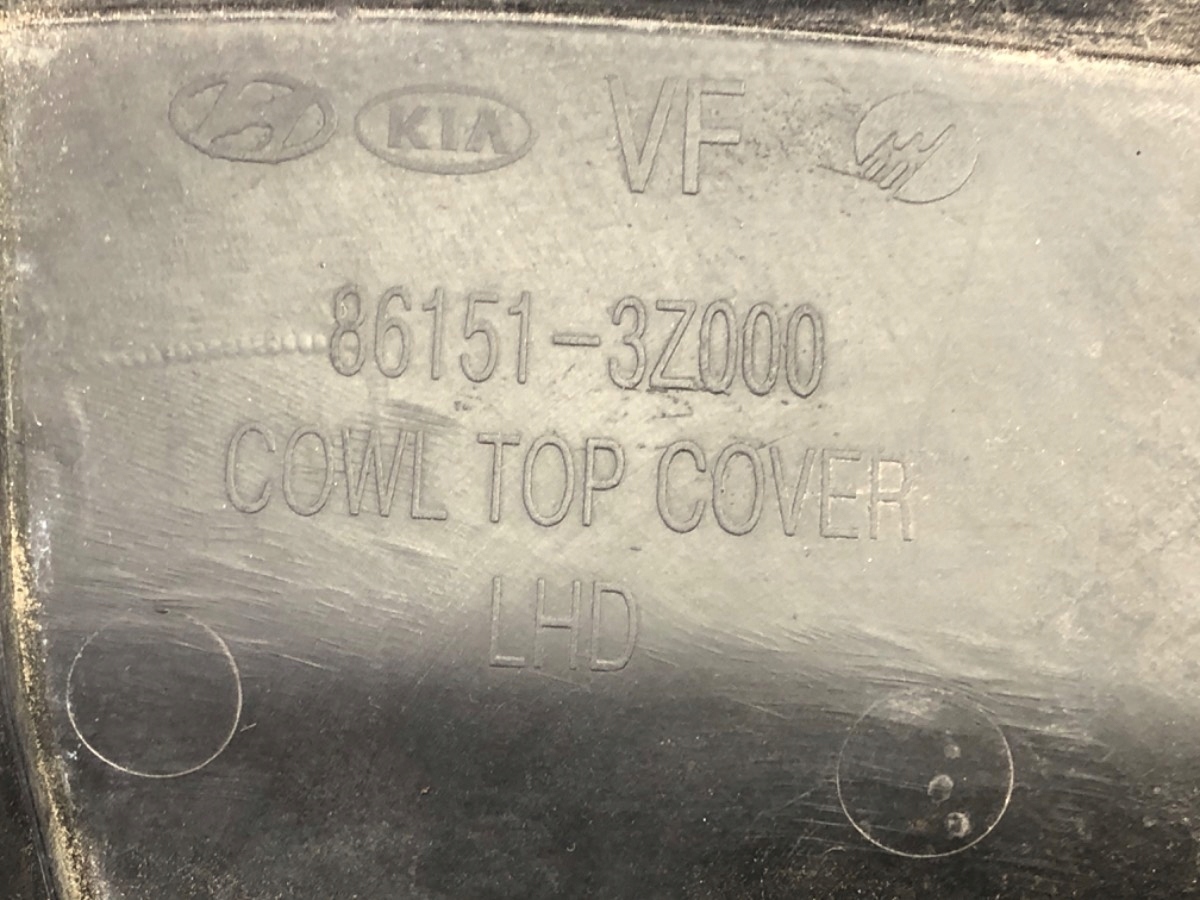 KIA VF
86151-3Z000
COWL TOP COVER
LHD